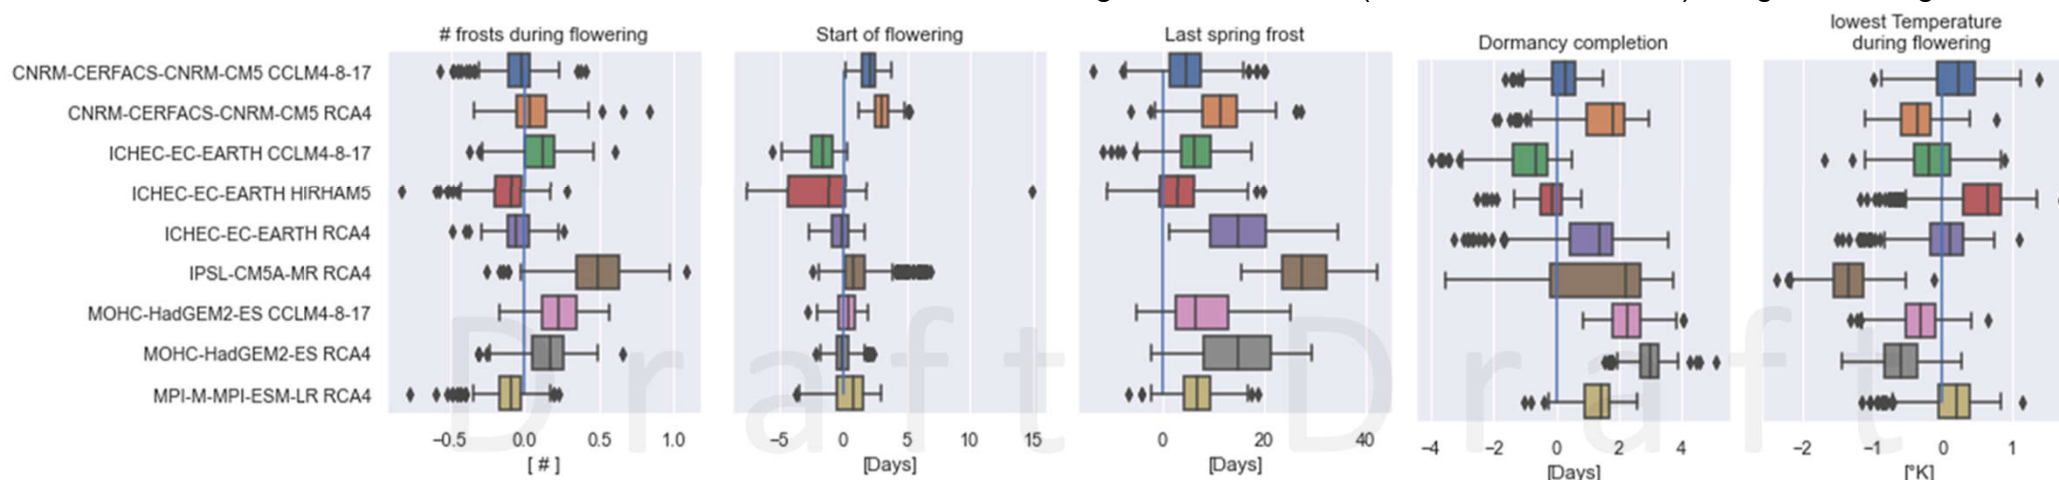 # frosts during flowering
Start of flowering
Last spring frost
Dormancy completion
lowest Temperature
during flowering
CNRM-CERFACS-CNRM-CM5 CCLM4-8-17
CNRM-CERFACS-CNRM-CM5 RCA4
ICHEC-EC-EARTH CCLM4-8-17
ICHEC-EC-EARTH HIRHAM5
ICHEC-EC-EARTH RCA4
IPSL-CM5A-MR RCA4
MOHC-HadGEM2-ES CCLM4-8-17
MOHC-HadGEM2-ES RCA4
MPI-M-MPI-ESM-LR RCA4
−0.5 0.0 0.5 1.0
[ # ]
−5 0 5 10 15
[Days]
0 20 40
[Days]
−4 −2 0 2 4
[Days]
−2 −1 0 1
[°K]
Draft
Draft